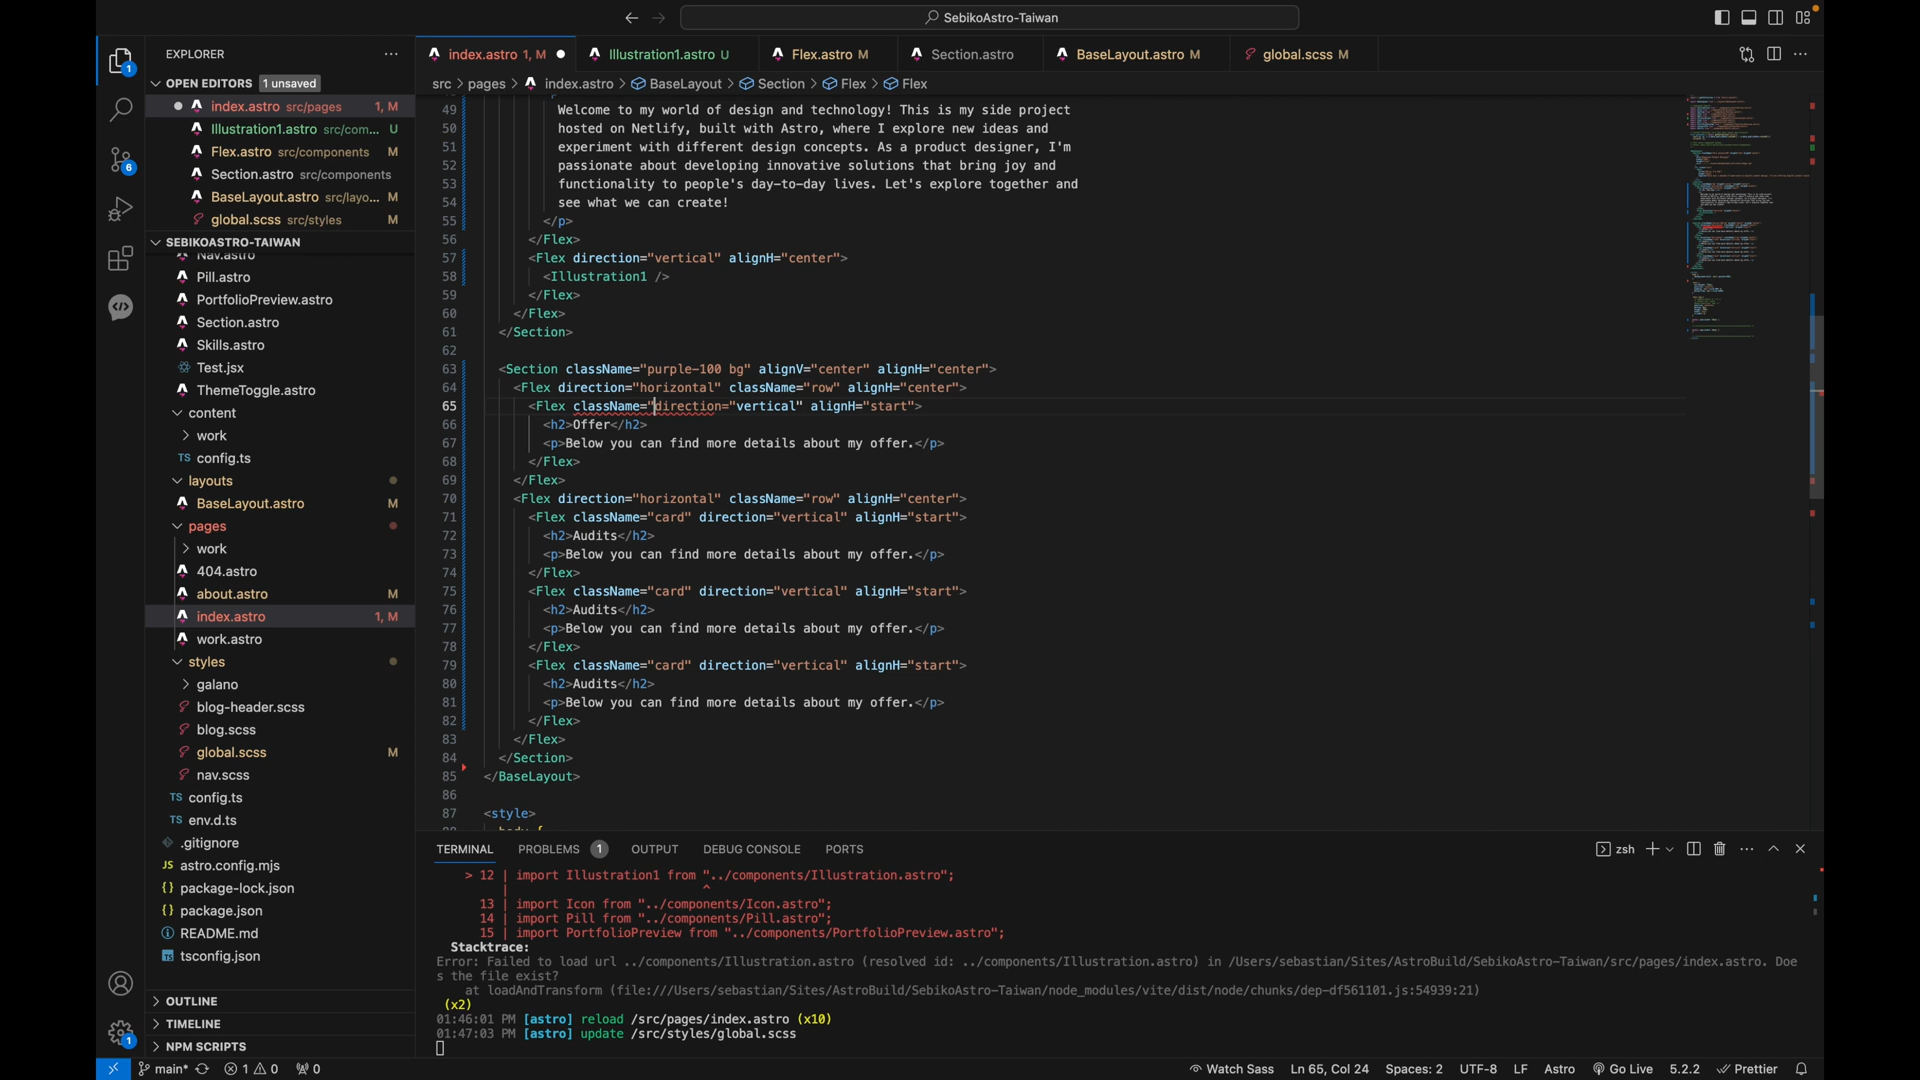 SebikoAstro-Taiwan
EXPLORER
OPEN EDITORS 1 unsaved
index.astro src/pages 1, M
Illustration1.astro src/com... U
Flex.astro src/components M
Section.astro src/components
BaseLayout.astro src/layo... M
global.scss src/styles M
SEBIKOASTRO-TAIWAN
Nav.astro
Pill.astro
PortfolioPreview.astro
Section.astro
Skills.astro
Test.jsx
ThemeToggle.astro
content
work
TS config.ts
layouts
BaseLayout.astro M
pages
work
404.astro
about.astro M
index.astro 1, M
work.astro
styles
galano
blog-header.scss
blog.scss
global.scss M
nav.scss
TS config.ts
TS env.d.ts
.gitignore
JS astro.config.mjs
{} package-lock.json
{} package.json
README.md
tsconfig.json
OUTLINE
TIMELINE
NPM SCRIPTS
1
6
1
index.astro 1, M
Illustration1.astro U
Flex.astro M
Section.astro
BaseLayout.astro M
global.scss M
src > pages > index.astro > BaseLayout > Section > Flex > Flex
49 Welcome to my world of design and technology! This is my side project
50 hosted on Netlify, built with Astro, where I explore new ideas and
51 experiment with different design concepts. As a product designer, I'm
52 passionate about developing innovative solutions that bring joy and
53 functionality to people's day-to-day lives. Let's explore together and
54 see what we can create!
55 </p>
56 </Flex>
57 <Flex direction="vertical" alignH="center">
58 <Illustration1 />
59 </Flex>
60 </Flex>
61 </Section>
62
63 <Section className="purple-100 bg" alignV="center" alignH="center">
64 <Flex direction="horizontal" className="row" alignH="center">
65 <Flex className="direction="vertical" alignH="start">
66 <h2>Offer</h2>
67 <p>Below you can find more details about my offer.</p>
68 </Flex>
69 </Flex>
70 <Flex direction="horizontal" className="row" alignH="center">
71 <Flex className="card" direction="vertical" alignH="start">
72 <h2>Audits</h2>
73 <p>Below you can find more details about my offer.</p>
74 </Flex>
75 <Flex className="card" direction="vertical" alignH="start">
76 <h2>Audits</h2>
77 <p>Below you can find more details about my offer.</p>
78 </Flex>
79 <Flex className="card" direction="vertical" alignH="start">
80 <h2>Audits</h2>
81 <p>Below you can find more details about my offer.</p>
82 </Flex>
83 </Flex>
84 </Section>
85 </BaseLayout>
86
87 <style>
TERMINAL PROBLEMS 1 OUTPUT DEBUG CONSOLE PORTS zsh
> 12 | import Illustration1 from "../components/Illustration.astro";
| ^
13 | import Icon from "../components/Icon.astro";
14 | import Pill from "../components/Pill.astro";
15 | import PortfolioPreview from "../components/PortfolioPreview.astro";
Stacktrace:
Error: Failed to load url ../components/Illustration.astro (resolved id: ../components/Illustration.astro) in /Users/sebastian/Sites/AstroBuild/SebikoAstro-Taiwan/src/pages/index.astro. Doe
s the file exist?
at loadAndTransform (file:///Users/sebastian/Sites/AstroBuild/SebikoAstro-Taiwan/node_modules/vite/dist/node/chunks/dep-df561101.js:54939:21)
(x2)
01:46:01 PM [astro] reload /src/pages/index.astro (x10)
01:47:03 PM [astro] update /src/styles/global.scss
main* 1 0 0 Watch Sass Ln 65, Col 24 Spaces: 2 UTF-8 LF Astro Go Live 5.2.2 Prettier